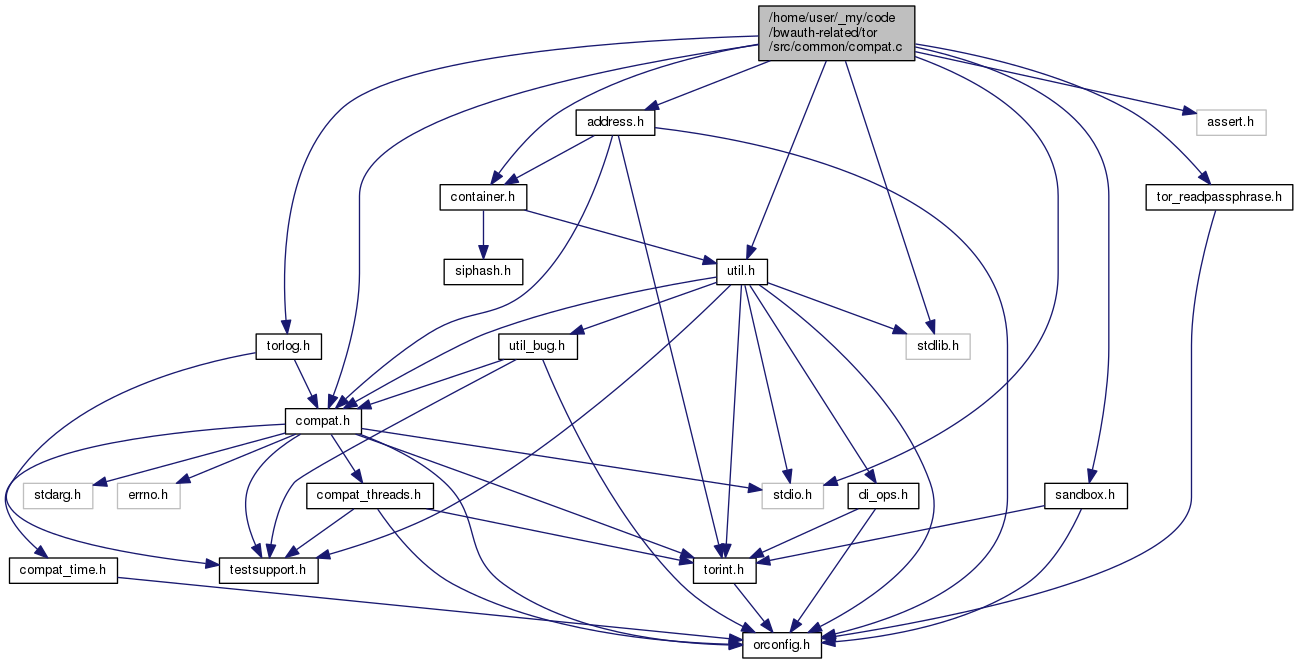 /home/user/_my/code
/bwauth-related/tor
/src/common/compat.c
address.h
assert.h
container.h
tor_readpassphrase.h
siphash.h
util.h
torlog.h
util_bug.h
stdlib.h
compat.h
stdarg.h
errno.h
compat_threads.h
stdio.h
di_ops.h
sandbox.h
compat_time.h
testsupport.h
torint.h
orconfig.h